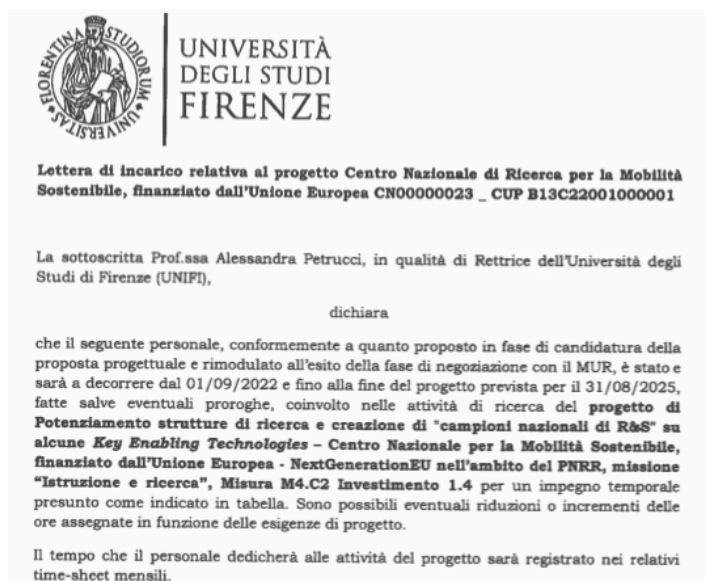 FLORENTINA STUDIORUM UNIVERSITAS
UNIVERSITÀ
DEGLI STUDI
FIRENZE
Lettera di incarico relativa al progetto Centro Nazionale di Ricerca per la Mobilità
Sostenibile, finanziato dall'Unione Europea CN00000023 _ CUP B13C22001000001
La sottoscritta Prof.ssa Alessandra Petrucci, in qualità di Rettrice dell'Università degli
Studi di Firenze (UNIFI),
dichiara
che il seguente personale, conformemente a quanto proposto in fase di candidatura della
proposta progettuale e rimodulato all'esito della fase di negoziazione con il MUR, è stato e
sarà a decorrere dal 01/09/2022 e fino alla fine del progetto prevista per il 31/08/2025,
fatte salve eventuali proroghe, coinvolto nelle attività di ricerca del progetto di
Potenziamento strutture di ricerca e creazione di "campioni nazionali di R&S" su
alcune Key Enabling Technologies – Centro Nazionale per la Mobilità Sostenibile,
finanziato dall'Unione Europea - NextGenerationEU nell'ambito del PNRR, missione
“Istruzione e ricerca”, Misura M4.C2 Investimento 1.4 per un impegno temporale
presunto come indicato in tabella. Sono possibili eventuali riduzioni o incrementi delle
ore assegnate in funzione delle esigenze di progetto.
Il tempo che il personale dedicherà alle attività del progetto sarà registrato nei relativi
time-sheet mensili.